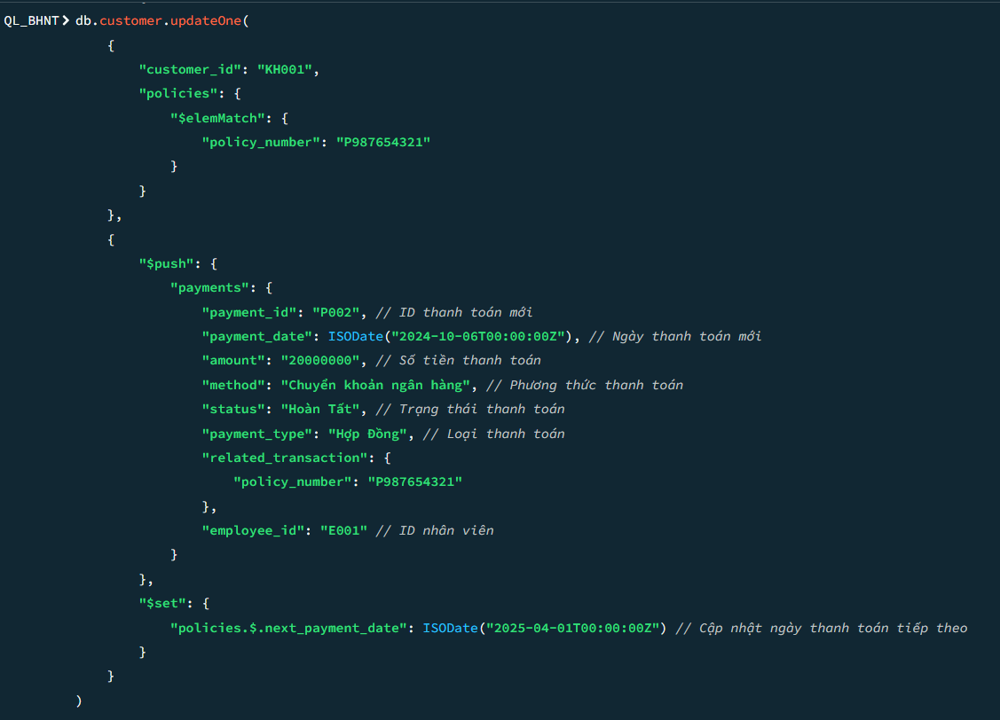 QL_BHNT> db.customer.updateOne(
{
"customer_id": "KH001",
"policies": {
"$elemMatch": {
"policy_number": "P987654321"
}
}
},
{
"$push": {
"payments": {
"payment_id": "P002", // ID thanh toán mới
"payment_date": ISODate("2024-10-06T00:00:00Z"), // Ngày thanh toán mới
"amount": "20000000", // Số tiền thanh toán
"method": "Chuyển khoản ngân hàng", // Phương thức thanh toán
"status": "Hoàn Tất", // Trạng thái thanh toán
"payment_type": "Hợp Đồng", // Loại thanh toán
"related_transaction": {
"policy_number": "P987654321"
},
"employee_id": "E001" // ID nhân viên
}
},
"$set": {
"policies.$.next_payment_date": ISODate("2025-04-01T00:00:00Z") // Cập nhật ngày thanh toán tiếp theo
}
}
)